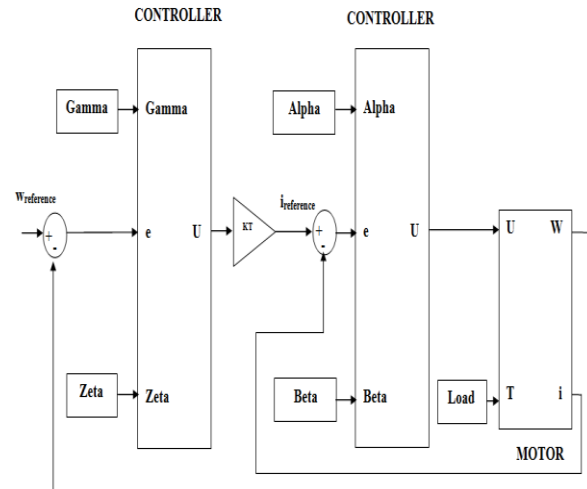 CONTROLLER
CONTROLLER
Gamma
Gamma
Alpha
Alpha
wreference
+
-
e
U
KT
ireference
+
-
e
U
U
W
Zeta
Zeta
Beta
Beta
Load
T
i
MOTOR